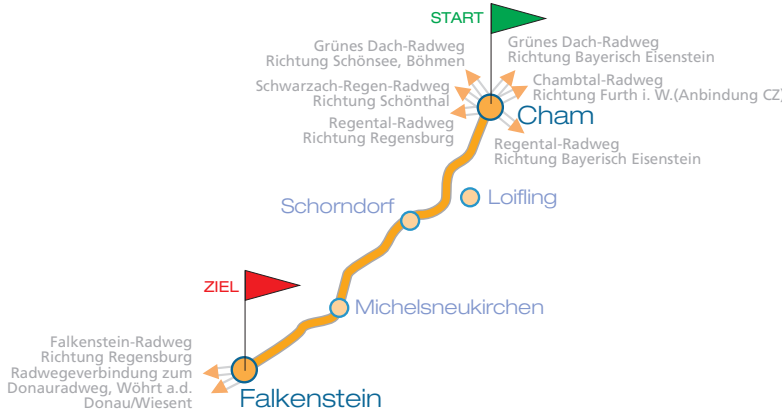 START
Grünes Dach-Radweg
Richtung Schönsee, Böhmen
Grünes Dach-Radweg
Richtung Bayerisch Eisenstein
Schwarzach-Regen-Radweg
Richtung Schönthal
Chambtal-Radweg
Richtung Furth i. W.(Anbindung CZ)
Regental-Radweg
Richtung Regensburg
Cham
Regental-Radweg
Richtung Bayerisch Eisenstein
Schorndorf
Loifling
ZIEL
Michelsneukirchen
Falkenstein-Radweg
Richtung Regensburg
Radwegeverbindung zum
Donauradweg, Wöhrt a.d.
Donau/Wiesent
Falkenstein